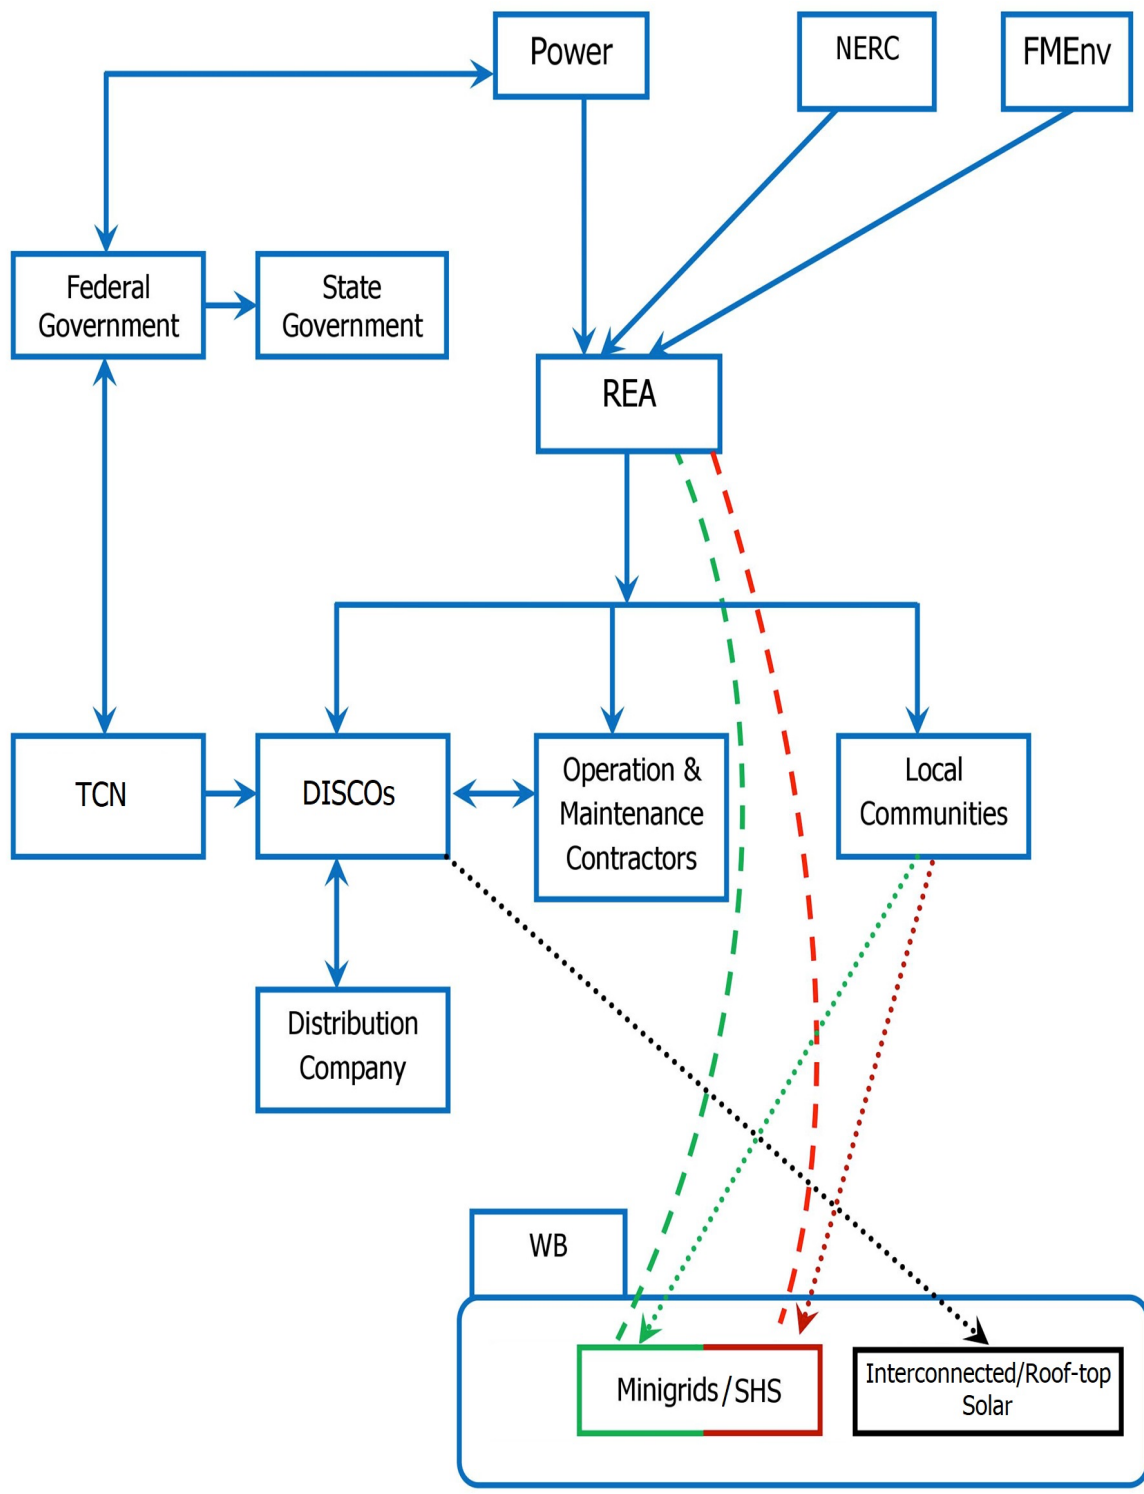 Power
NERC
FMEnv
Federal
Government
State
Government
REA
TCN
DISCOs
Operation &
Maintenance
Contractors
Local
Communities
Distribution
Company
WB
Minigrids/SHS
Interconnected/Roof-top
Solar